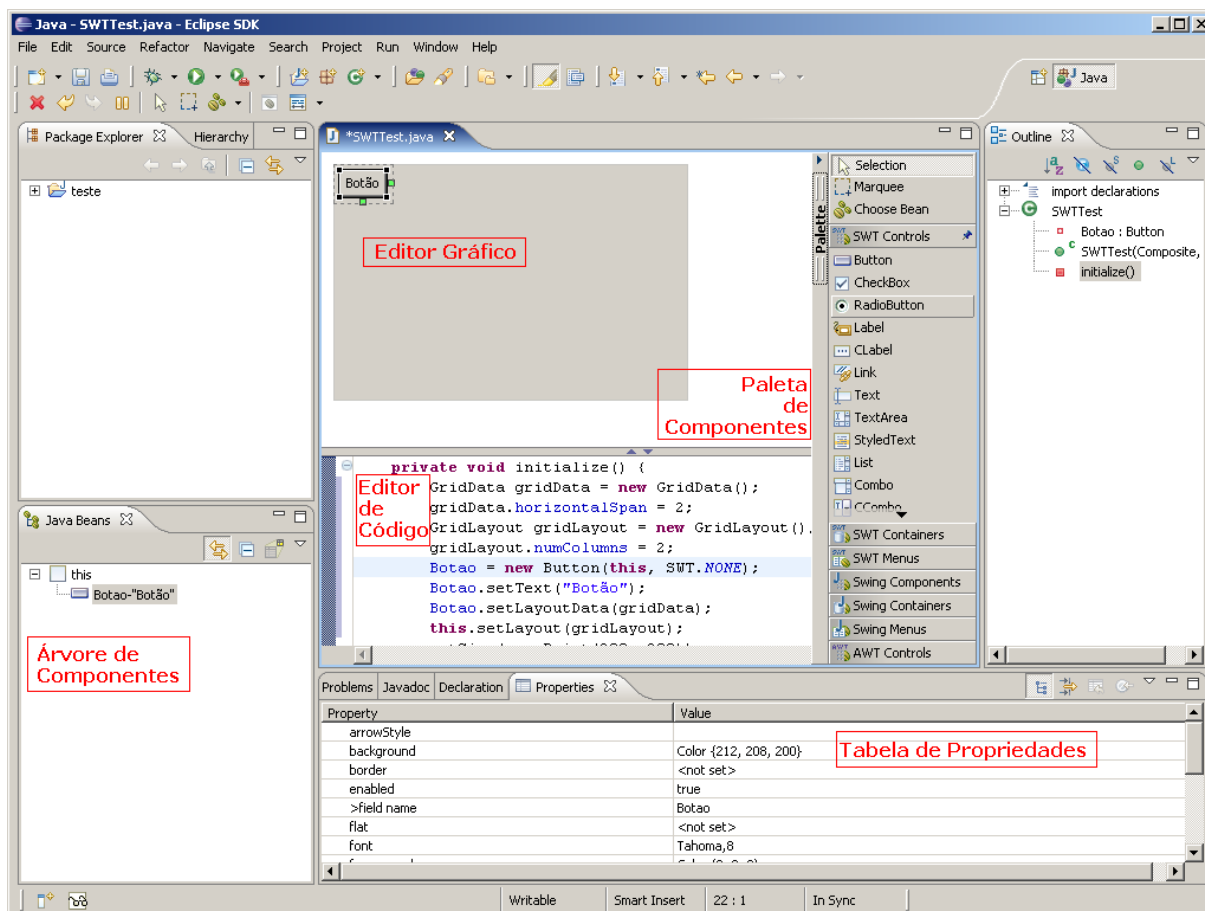 Java - SWTTest.java - Eclipse SDK
File Edit Source Refactor Navigate Search Project Run Window Help
Java
Package Explorer
Hierarchy
teste
*SWTTest.java
Botão
Editor Gráfico
Paleta
de
Componentes
Palette
Selection
Marquee
Choose Bean
SWT Controls
Button
CheckBox
RadioButton
Label
CLabel
Link
Text
TextArea
StyledText
List
Combo
CCombo
SWT Containers
SWT Menus
Swing Components
Swing Containers
Swing Menus
AWT Controls
Outline
import declarations
SWTTest
Botao : Button
SWTTest(Composite,
initialize()
Editor
de
Código
private void initialize() {
GridData gridData = new GridData();
gridData.horizontalSpan = 2;
GridLayout gridLayout = new GridLayout()
gridLayout.numColumns = 2;
Botao = new Button(this, SWT.NONE);
Botao.setText("Botão");
Botao.setLayoutData(gridData);
this.setLayout(gridLayout);
Java Beans
this
Botao-"Botão"
Árvore de
Componentes
Problems Javadoc Declaration Properties
Property Value
arrowStyle
background Color {212, 208, 200}
border <not set>
enabled true
>field name Botao
flat <not set>
font Tahoma,8
Tabela de Propriedades
Writable Smart Insert 22 : 1 In Sync